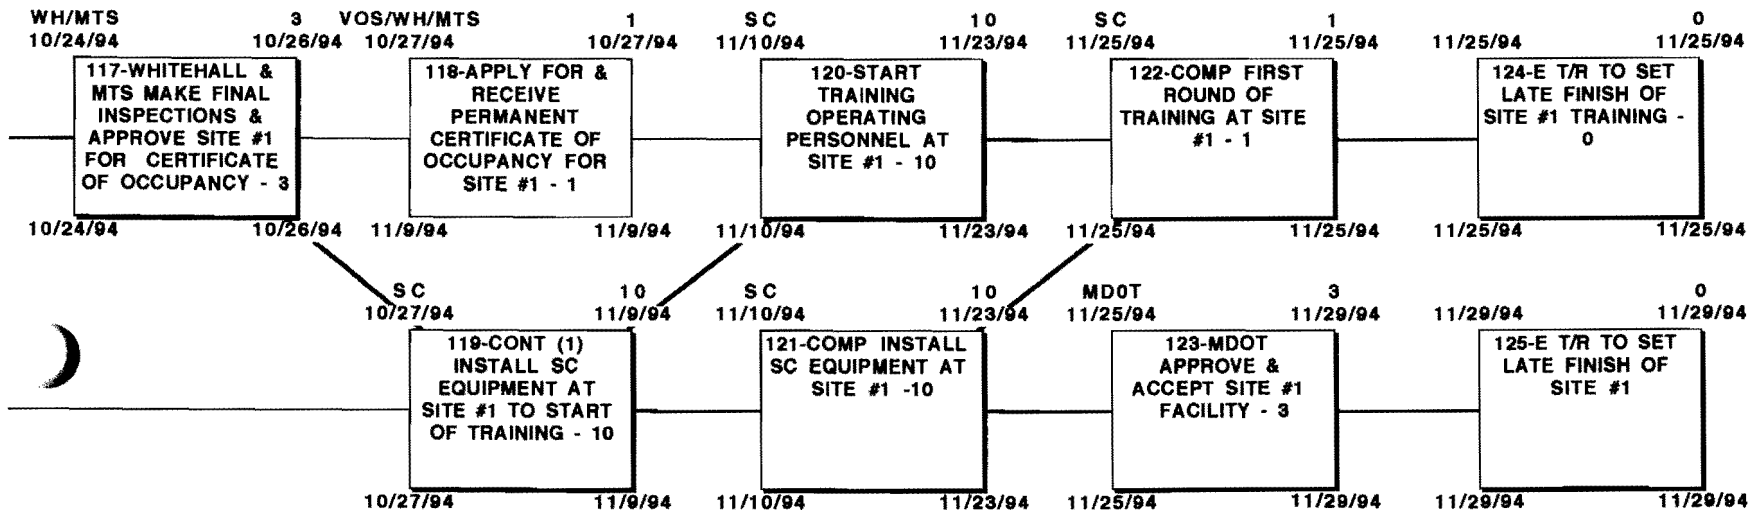 WH/MTS 3 VOS/WH/MTS 1 SC 10 SC 1 0
10/24/94 10/26/94 10/27/94 10/27/94 11/10/94 11/23/94 11/25/94 11/25/94 11/25/94 11/25/94
117-WHITEHALL &
MTS MAKE FINAL
INSPECTIONS &
APPROVE SITE #1
FOR CERTIFICATE
OF OCCUPANCY - 3
118-APPLY FOR &
RECEIVE
PERMANENT
CERTIFICATE OF
OCCUPANCY FOR
SITE #1 - 1
120-START
TRAINING
OPERATING
PERSONNEL AT
SITE #1 - 10
122-COMP FIRST
ROUND OF
TRAINING AT SITE
#1 - 1
124-E T/R TO SET
LATE FINISH OF
SITE #1 TRAINING -
0
10/24/94 10/26/94 11/9/94 11/9/94 11/10/94 11/23/94 11/25/94 11/25/94 11/25/94 11/25/94
SC 10 SC 10 MD0T 3 0
10/27/94 11/9/94 11/10/94 11/23/94 11/25/94 11/29/94 11/29/94 11/29/94
119-CONT (1)
INSTALL SC
EQUIPMENT AT
SITE #1 TO START
OF TRAINING - 10
121-COMP INSTALL
SC EQUIPMENT AT
SITE #1 -10
123-MDOT
APPROVE &
ACCEPT SITE #1
FACILITY - 3
125-E T/R TO SET
LATE FINISH OF
SITE #1
10/27/94 11/9/94 11/10/94 11/23/94 11/25/94 11/29/94 11/29/94 11/29/94